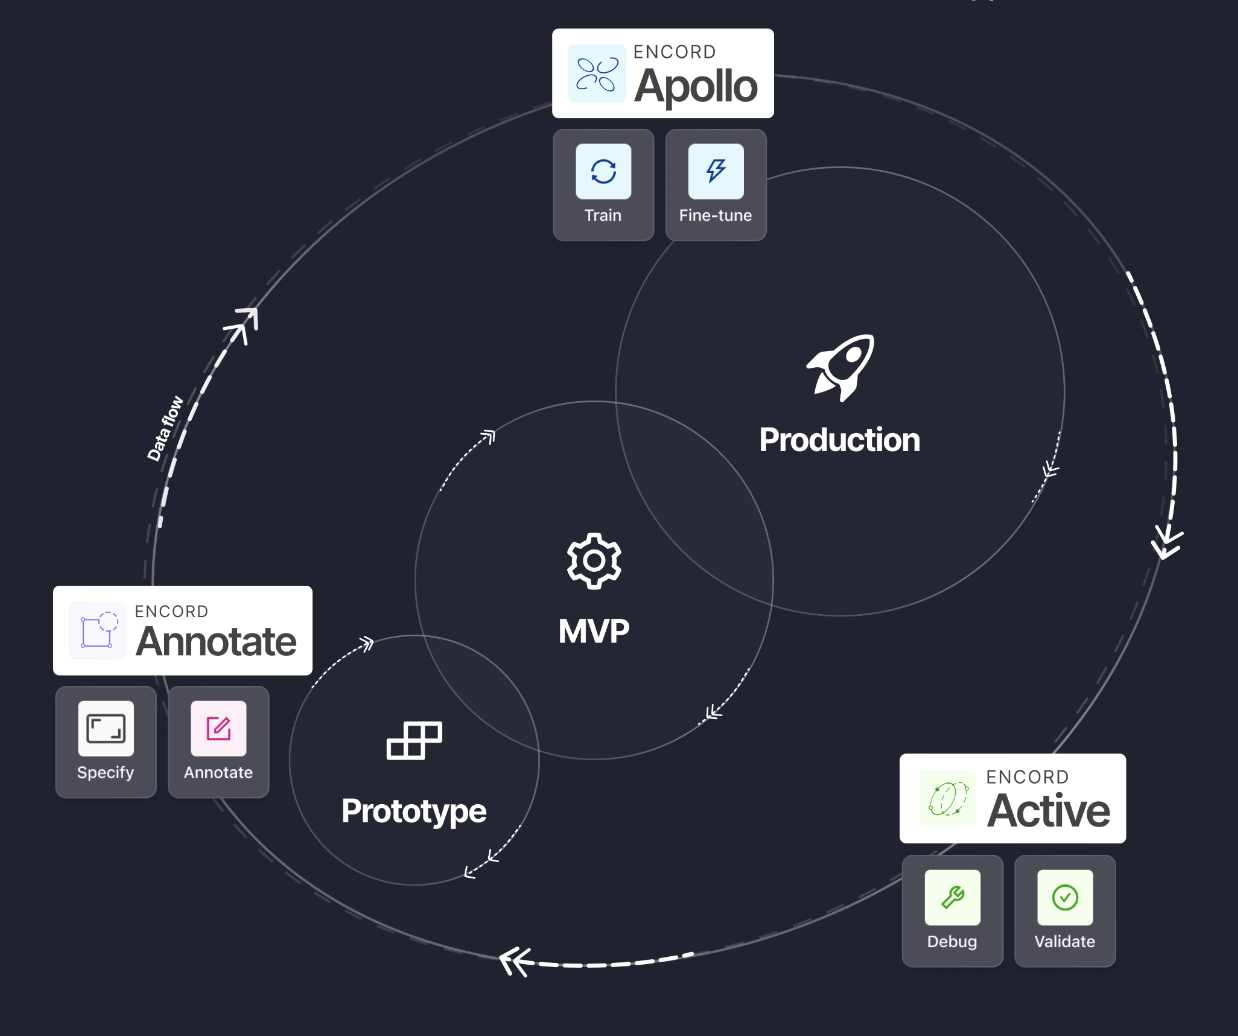 ENCORD
Apollo
Train
Fine-tune
Data flow
Production
MVP
ENCORD
Annotate
Specify
Annotate
Prototype
ENCORD
Active
Debug
Validate